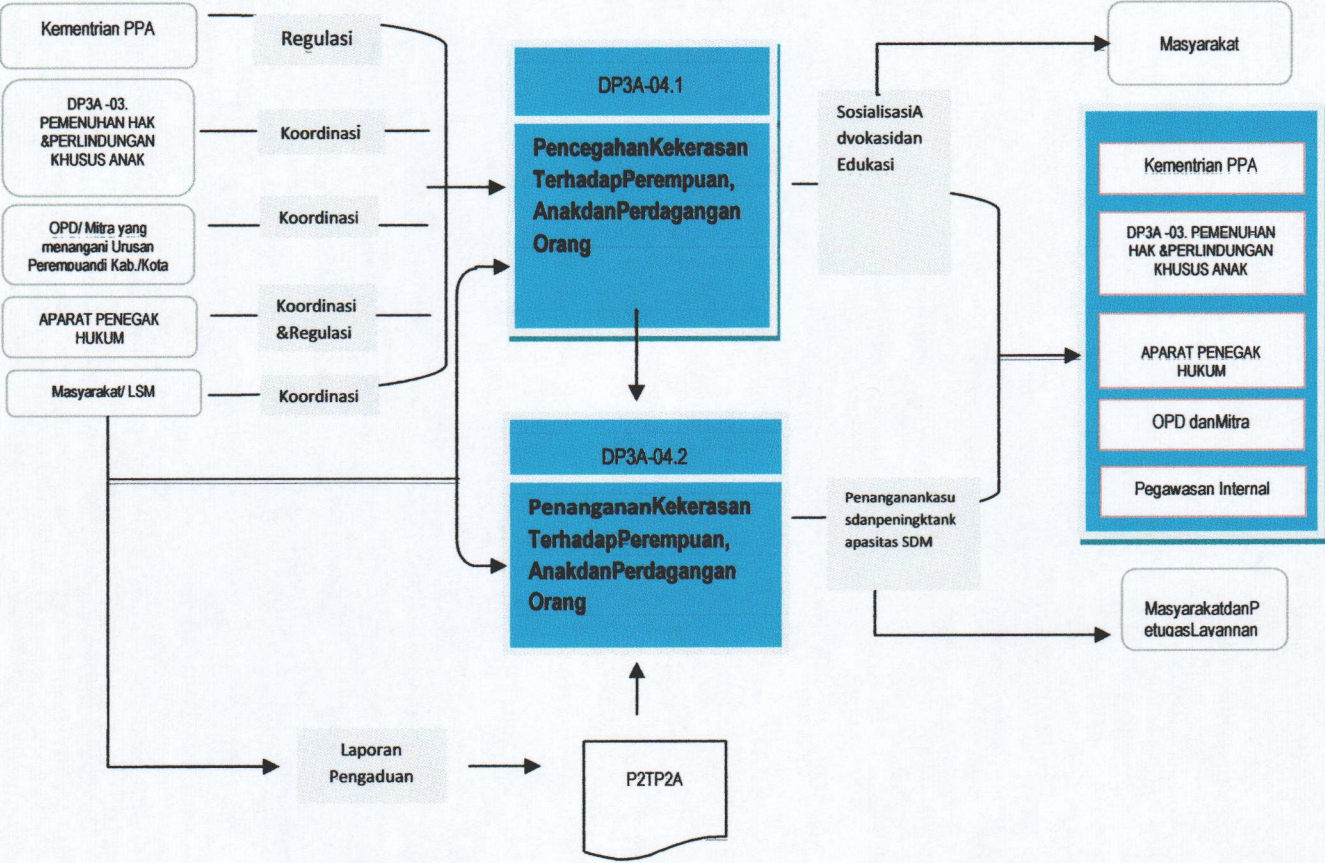 Kementrian PPA
DP3A -03.
PEMENUHAN HAK
&PERLINDUNGAN
KHUSUS ANAK
OPD/ Mitra yang
menangani Urusan
Perempuandi Kab./Kota
APARAT PENEGAK
HUKUM
Masyarakat/ LSM
Regulasi
Koordinasi
Koordinasi
Koordinasi
&Regulasi
Koordinasi
DP3A-04.1
PencegahanKekerasan
TerhadapPerempuan,
AnakdanPerdagangan
Orang
DP3A-04.2
PenangananKekerasan
TerhadapPerempuan,
AnakdanPerdagangan
Orang
Laporan
Pengaduan
P2TP2A
SosialisasiA
dvokasidan
Edukasi
Penanganankasu
sdanpeningktank
apasitas SDM
Masyarakat
Kementrian PPA
DP3A -03. PEMENUHAN
HAK &PERLINDUNGAN
KHUSUS ANAK
APARAT PENEGAK
HUKUM
OPD danMitra
Pegawasan Internal
MasyarakatdanP
etugasLavannan